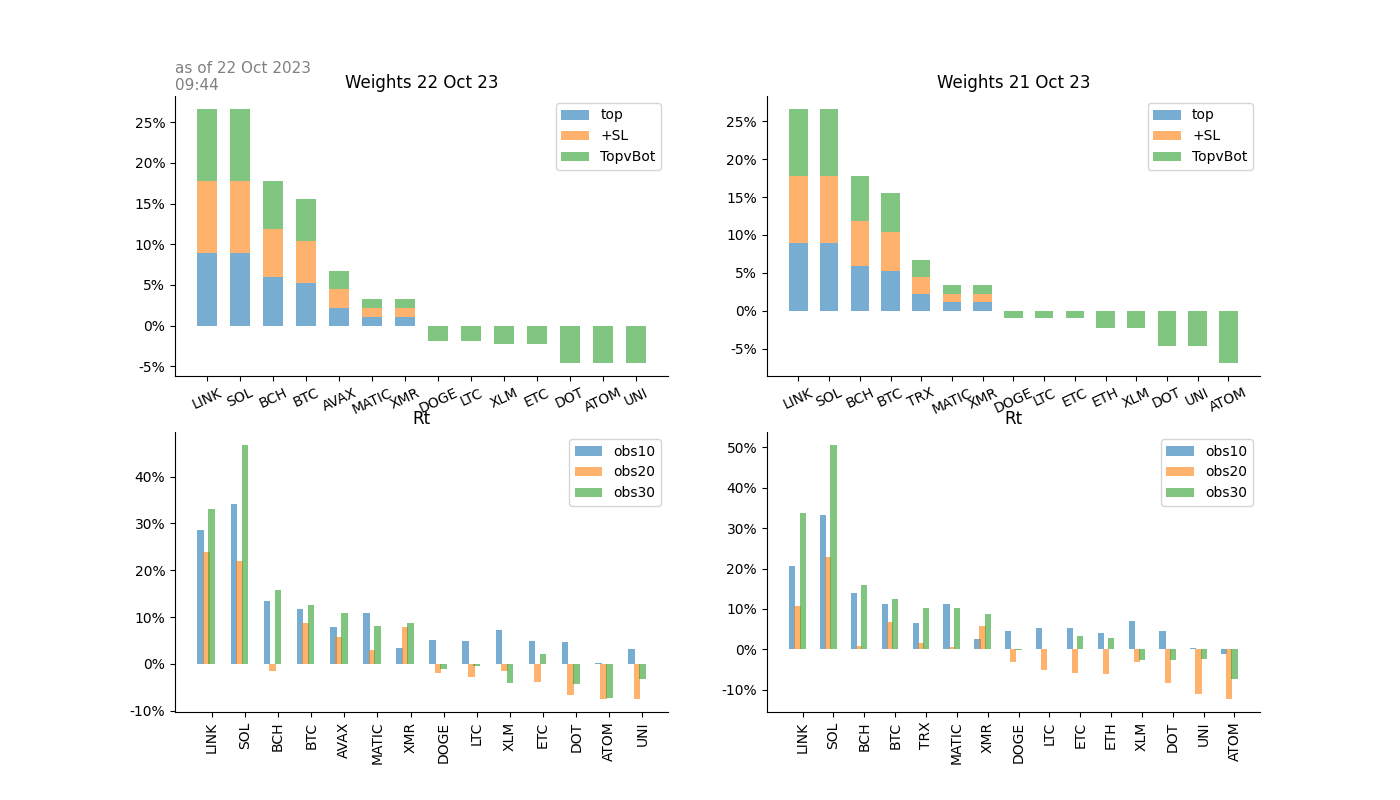 as of 22 Oct 2023
09:44
Weights 22 Oct 23
25%
20%
15%
10%
5%
0%
-5%
top
+SL
TopvBot
LINK SOL BCH BTC AVAX MATIC XMR DOGE LTC XLM ETC DOT ATOM UNI
Weights 21 Oct 23
25%
20%
15%
10%
5%
0%
-5%
top
+SL
TopvBot
LINK SOL BCH BTC TRX MATIC XMR DOGE LTC ETC ETH XLM DOT UNI ATOM
Rt
40%
30%
20%
10%
0%
-10%
obs10
obs20
obs30
LINK SOL BCH BTC AVAX MATIC XMR DOGE LTC XLM ETC DOT ATOM UNI
Rt
50%
40%
30%
20%
10%
0%
-10%
obs10
obs20
obs30
LINK SOL BCH BTC TRX MATIC XMR DOGE LTC ETC ETH XLM DOT UNI ATOM